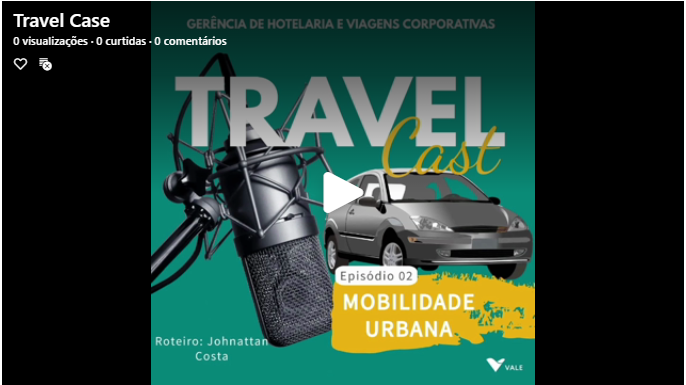 Travel Case
0 visualizações · 0 curtidas · 0 comentários
GERÊNCIA DE HOTELARIA E VIAGENS CORPORATIVAS
TRAVEL
Cast
Episódio 02
MOBILIDADE
URBANA
Roteiro: Johnattan
Costa
VALE